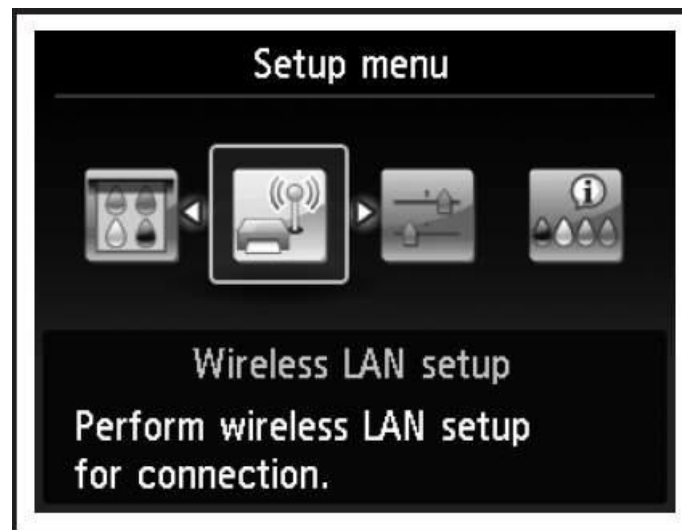 Setup menu
Wireless LAN setup
Perform wireless LAN setup
for connection.